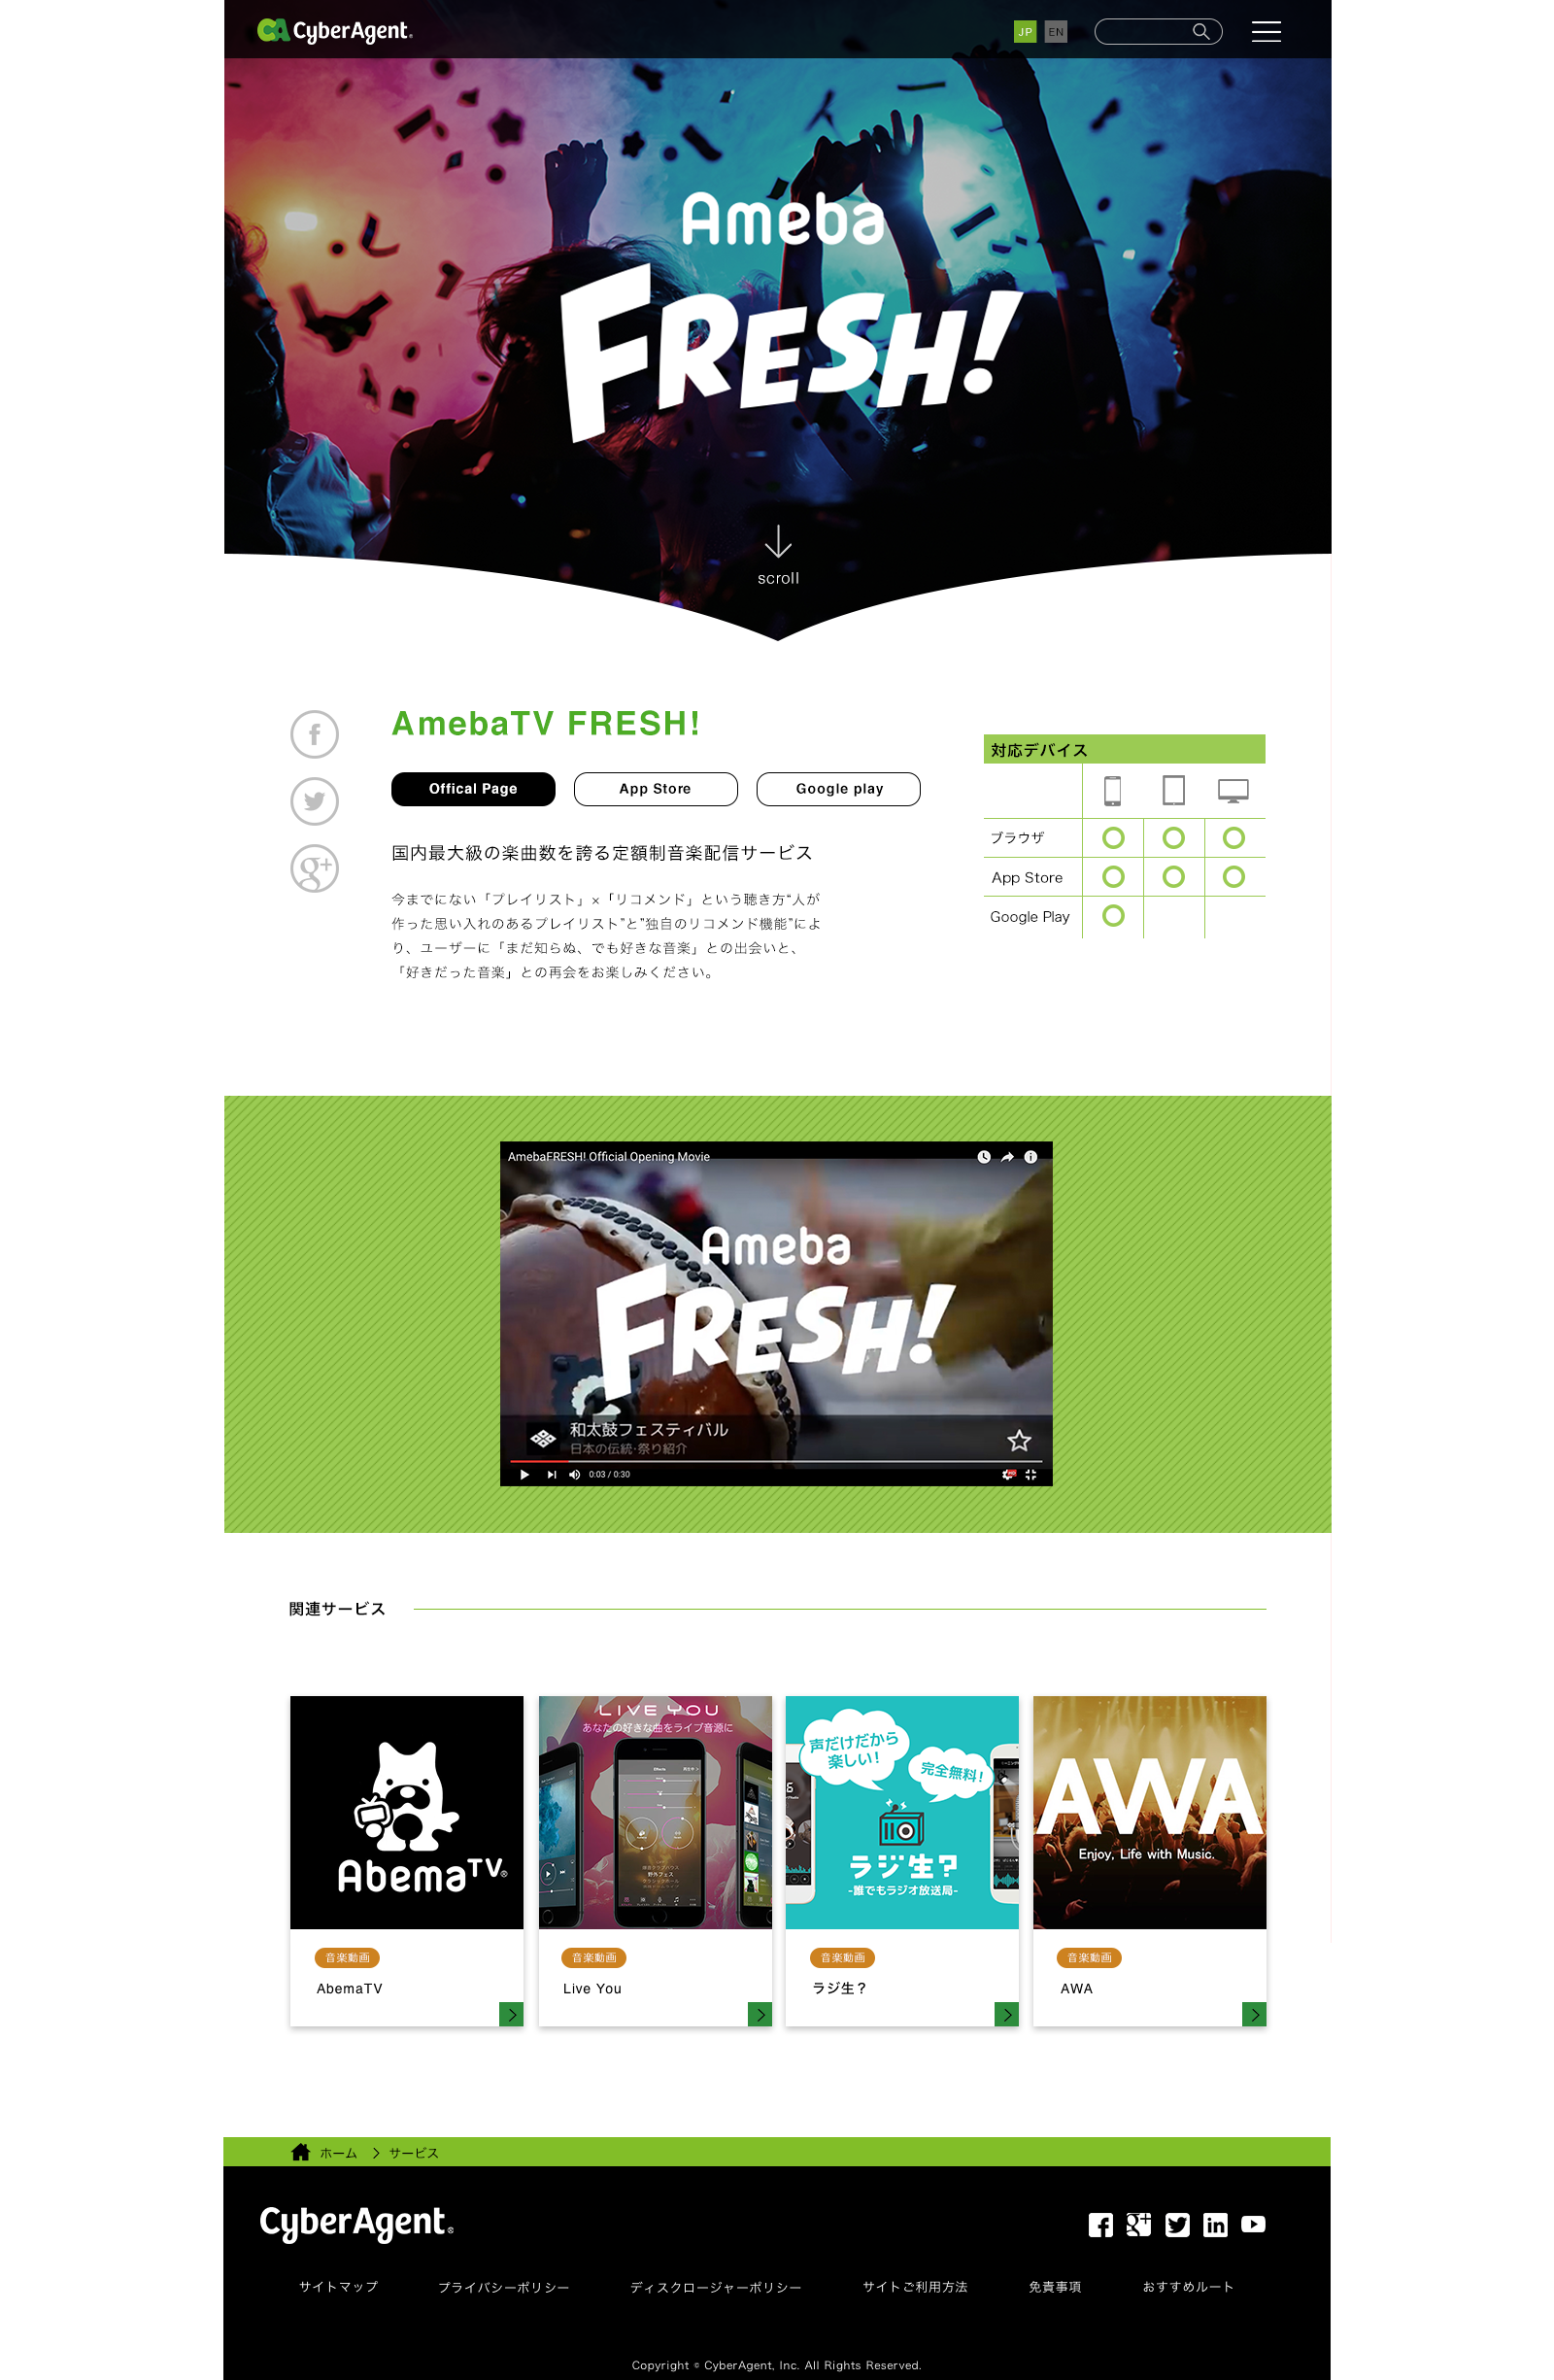 CyberAgent
JP EN
Ameba
FRESH!
scroll
AmebaTV FRESH!
Offical Page
App Store
Google play
国内最大級の楽曲数を誇る定額制音楽配信サービス
今までにない「プレイリスト」×「リコメンド」という聴き方“人が
作った思い入れのあるプレイリスト”と”独自のリコメンド機能”によ
り、ユーザーに「まだ知らぬ、でも好きな音楽」との出会いと、
「好きだった音楽」との再会をお楽しみください。
対応デバイス
ブラウザ
App Store
Google Play
AmebaFRESH! Official Opening Movie
Ameba
FRESH!
和太鼓フェスティバル
日本の伝統・祭り紹介
0:03 / 0:30
関連サービス
AbemaTV®
音楽動画
AbemaTV
LIVE YOU
あなたの好きな曲をライブ音源に
Effects
野外フェス
音楽動画
Live You
声だけだから
楽しい!
完全無料!
ラジ生?
-誰でもラジオ放送局-
音楽動画
ラジ生？
AWA
Enjoy, Life with Music.
音楽動画
AWA
ホーム
サービス
CyberAgent®
サイトマップ
プライバシーポリシー
ディスクロージャーポリシー
サイトご利用方法
免責事項
おすすめルート
Copyright © CyberAgent, Inc. All Rights Reserved.